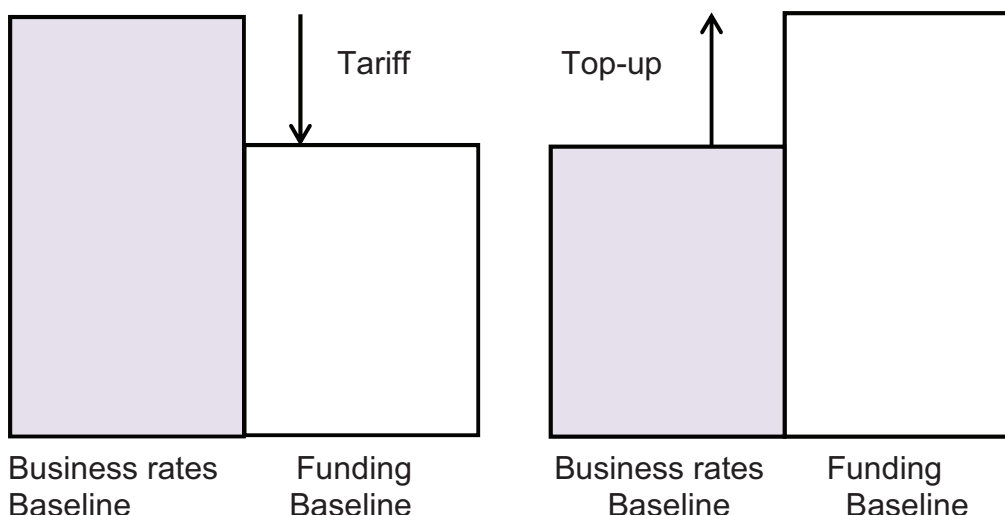 Tariff
Top-up
Business rates
Baseline
Funding
Baseline
Business rates
Baseline
Funding
Baseline